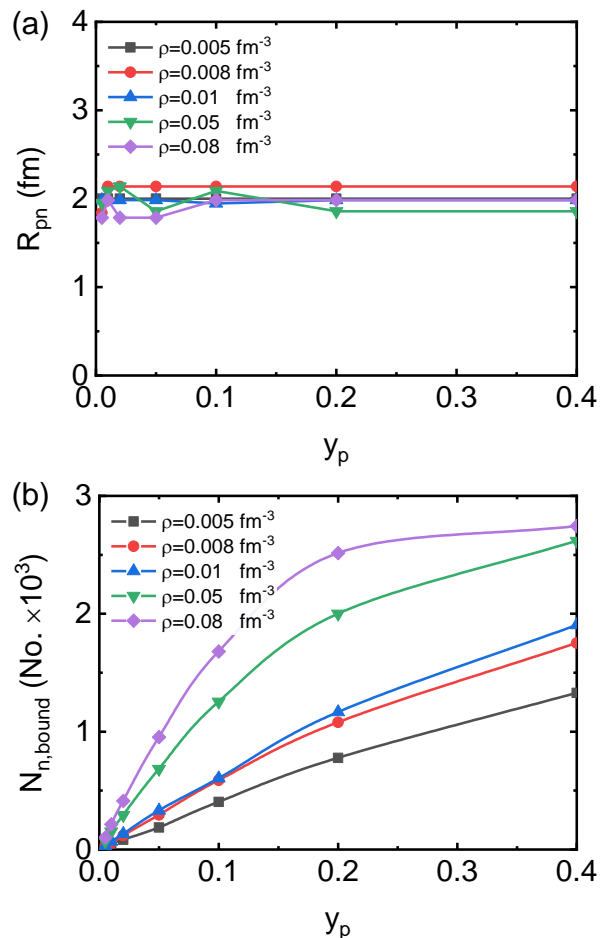 (a)
4
3
2
1
0
R_pn (fm)
ρ=0.005 fm⁻³
ρ=0.008 fm⁻³
ρ=0.01 fm⁻³
ρ=0.05 fm⁻³
ρ=0.08 fm⁻³
0.0 0.1 0.2 0.3 0.4
y_p
(b)
3
2
1
0
N_n,bound (No. ×10³)
ρ=0.005 fm⁻³
ρ=0.008 fm⁻³
ρ=0.01 fm⁻³
ρ=0.05 fm⁻³
ρ=0.08 fm⁻³
0.0 0.1 0.2 0.3 0.4
y_p